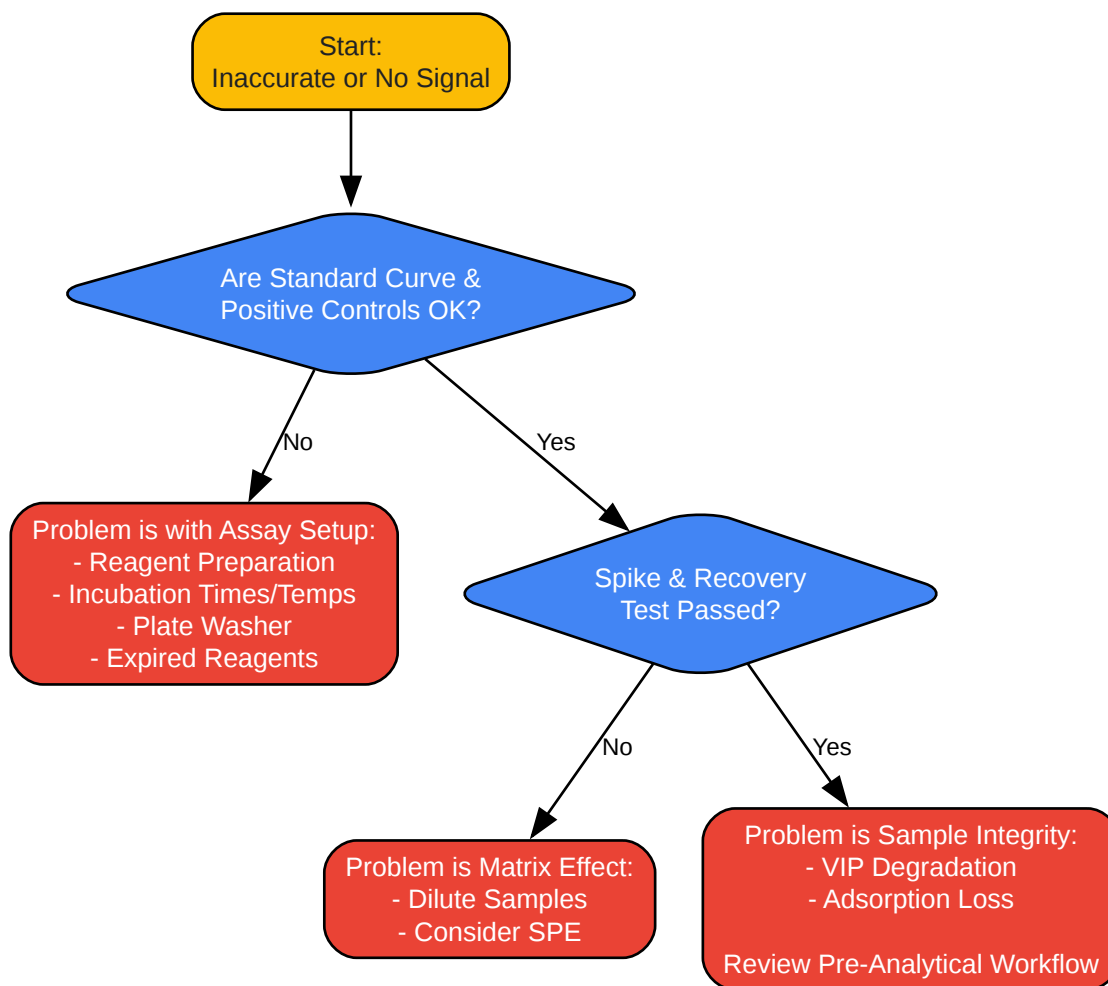 Start:
Inaccurate or No Signal
Are Standard Curve &
Positive Controls OK?
No
Yes
Problem is with Assay Setup:
- Reagent Preparation
- Incubation Times/Temps
- Plate Washer
- Expired Reagents
Spike & Recovery
Test Passed?
No
Yes
Problem is Matrix Effect:
- Dilute Samples
- Consider SPE
Problem is Sample Integrity:
- VIP Degradation
- Adsorption Loss
Review Pre-Analytical Workflow